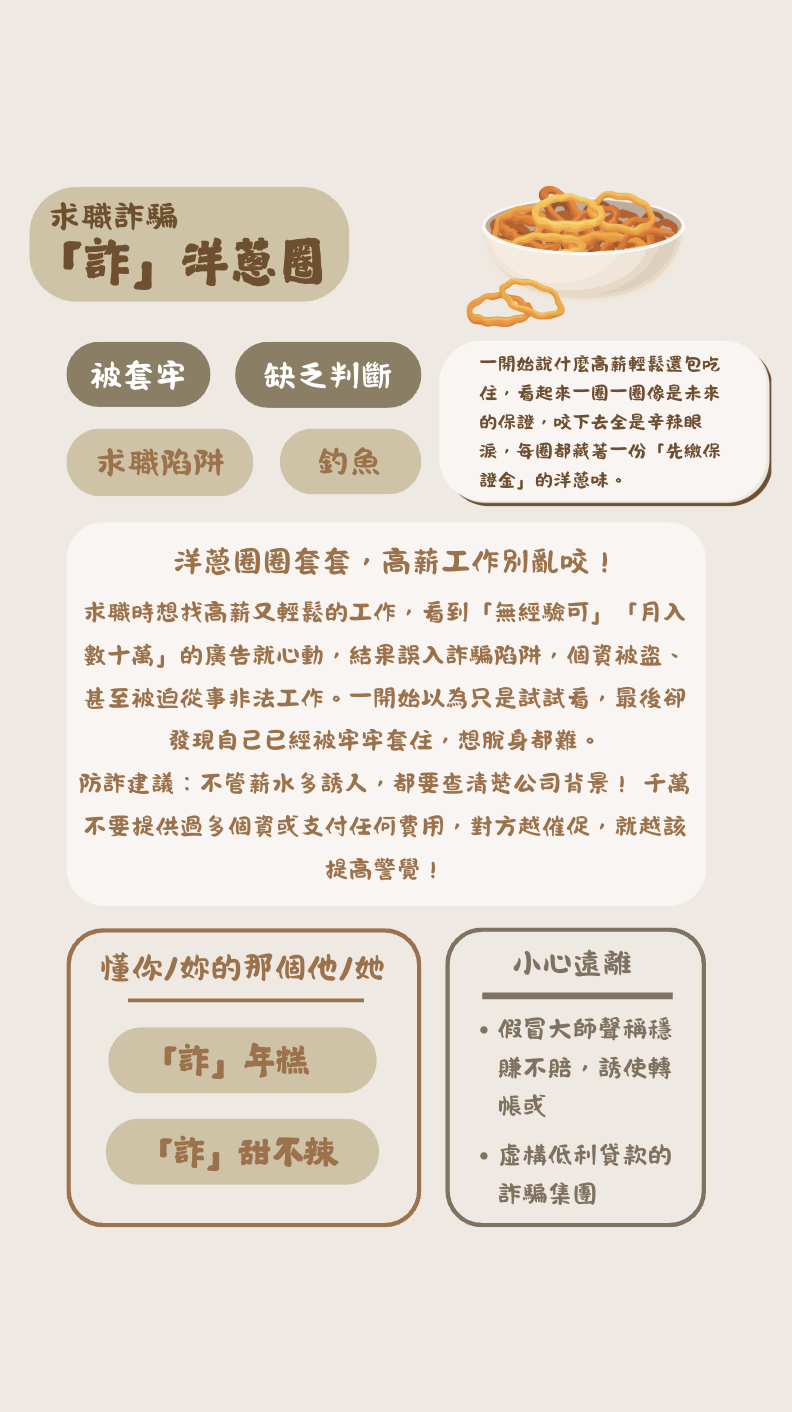 求職詐騙
「詐」洋蔥圈
被套牢
缺乏判斷
求職陷阱
釣魚
一開始說什麼高薪輕鬆還包吃
住，看起來一圈一圈像是未來
的保證，咬下去全是辛辣眼
淚，每圈都藏著一份「先繳保
證金」的洋蔥味。
洋蔥圈圈套套，高薪工作別亂咬！
求職時想找高薪又輕鬆的工作，看到「無經驗可」「月入
數十萬」的廣告就心動，結果誤入詐騙陷阱，個資被盜、
甚至被迫從事非法工作。一開始以為只是試試看，最後卻
發現自己已經被牢牢套住，想脫身都難。
防詐建議：不管薪水多誘人，都要查清楚公司背景！ 千萬
不要提供過多個資或支付任何費用，對方越催促，就越該
提高警覺！
懂你/妳的那個他/她
「詐」年糕
「詐」甜不辣
小心遠離
• 假冒大師聲稱穩
賺不賠，誘使轉
帳或
• 虛構低利貸款的
詐騙集團